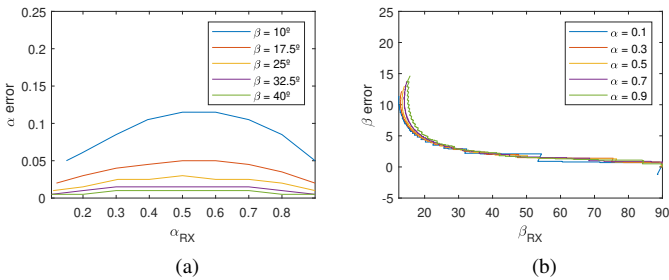 0.25
0.2
0.15
0.1
0.05
0
α error
0.2 0.3 0.4 0.5 0.6 0.7 0.8
α_RX
β = 10º
β = 17.5º
β = 25º
β = 32.5º
β = 40º
(a)
25
20
15
10
5
0
-5
β error
20 30 40 50 60 70 80 90
β_RX
α = 0.1
α = 0.3
α = 0.5
α = 0.7
α = 0.9
(b)